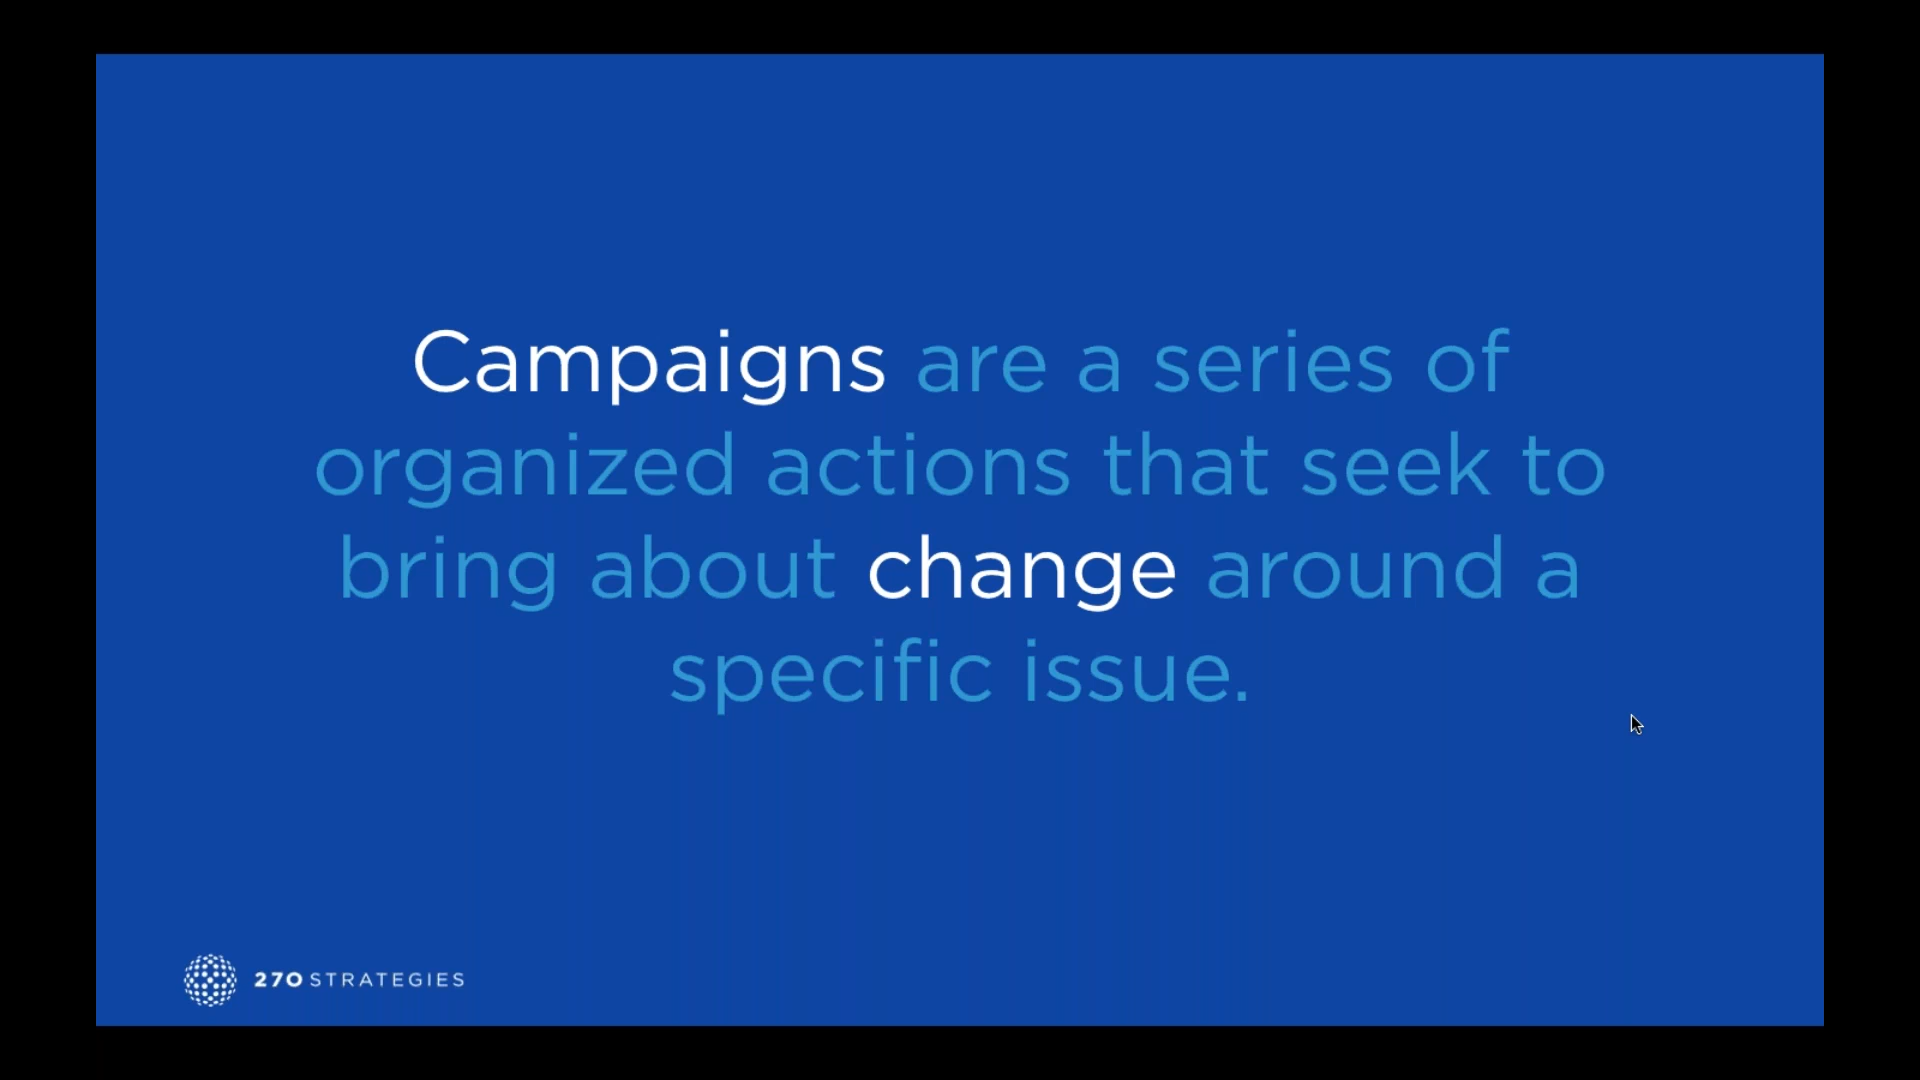 Campaigns are a series of
organized actions that seek to
bring about change around a
specific issue.
270 STRATEGIES